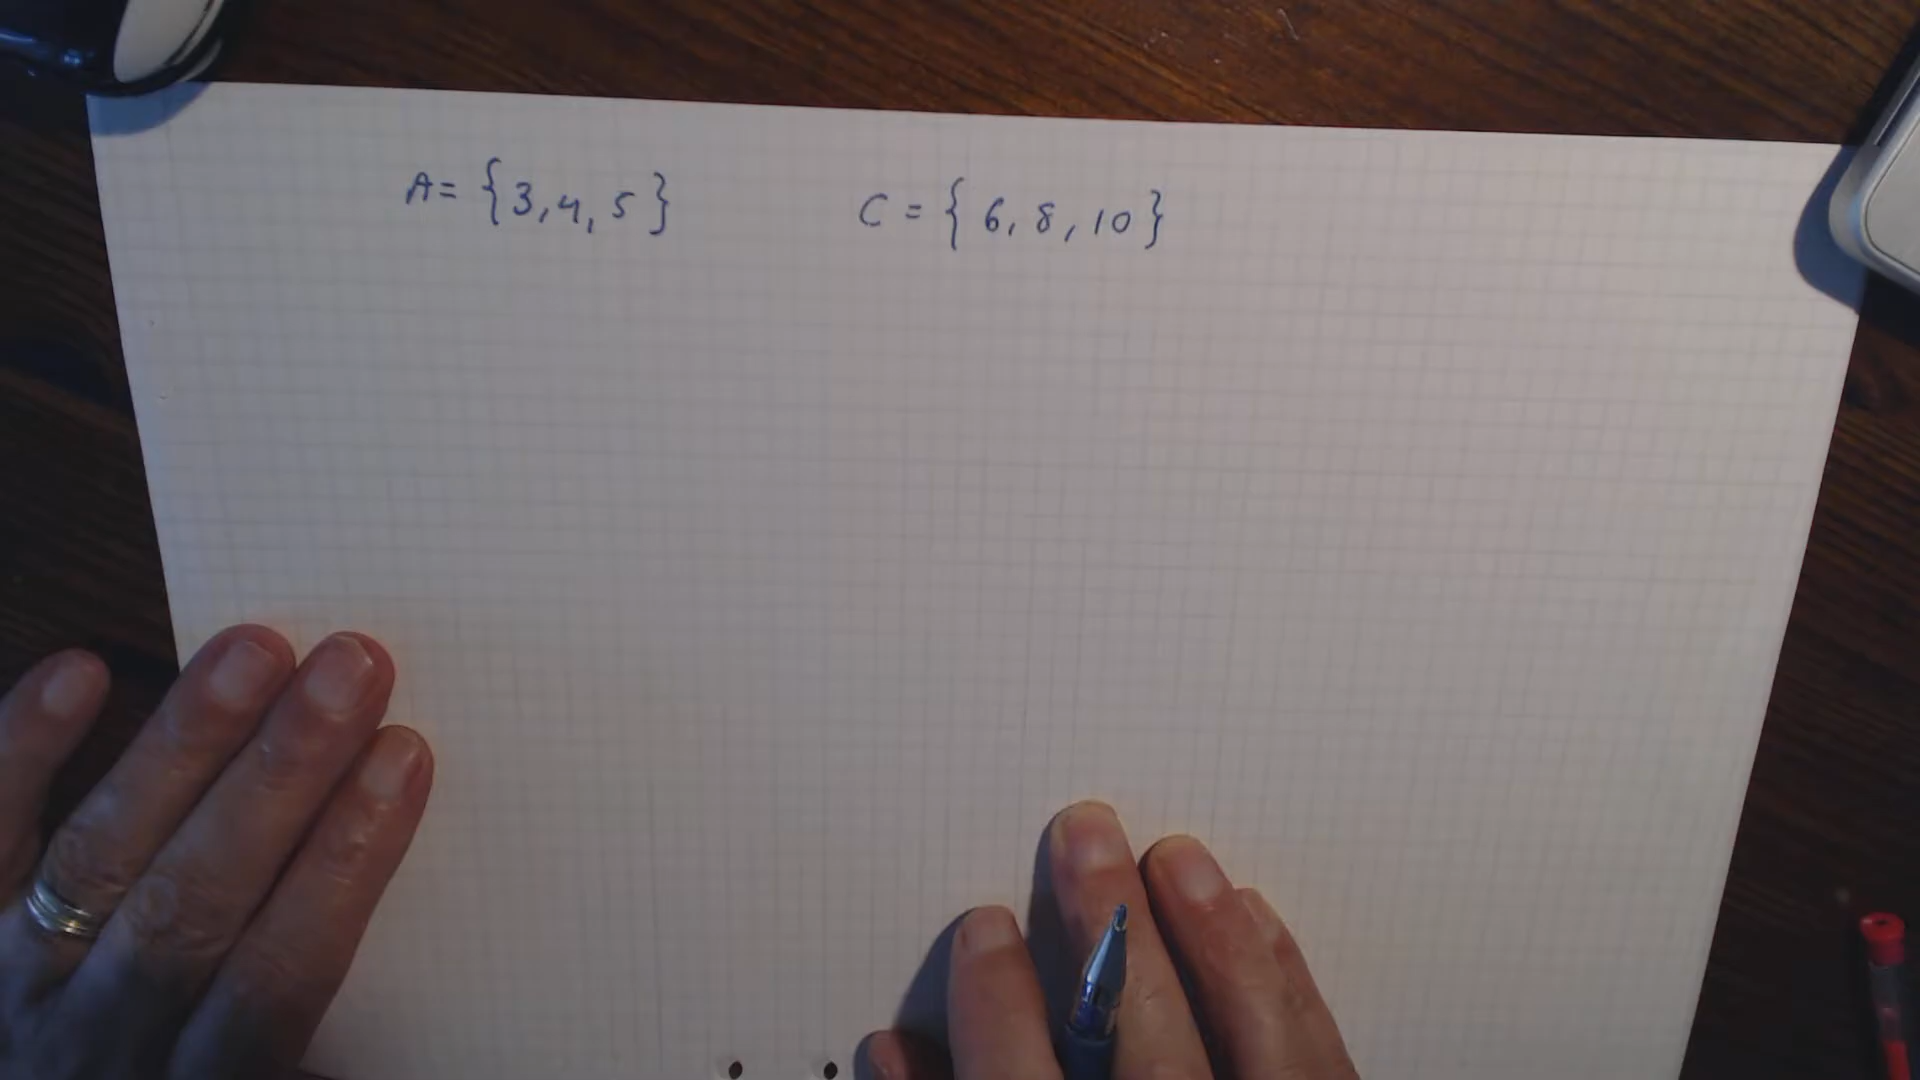 A = {3, 4, 5} C = {6, 8, 10}